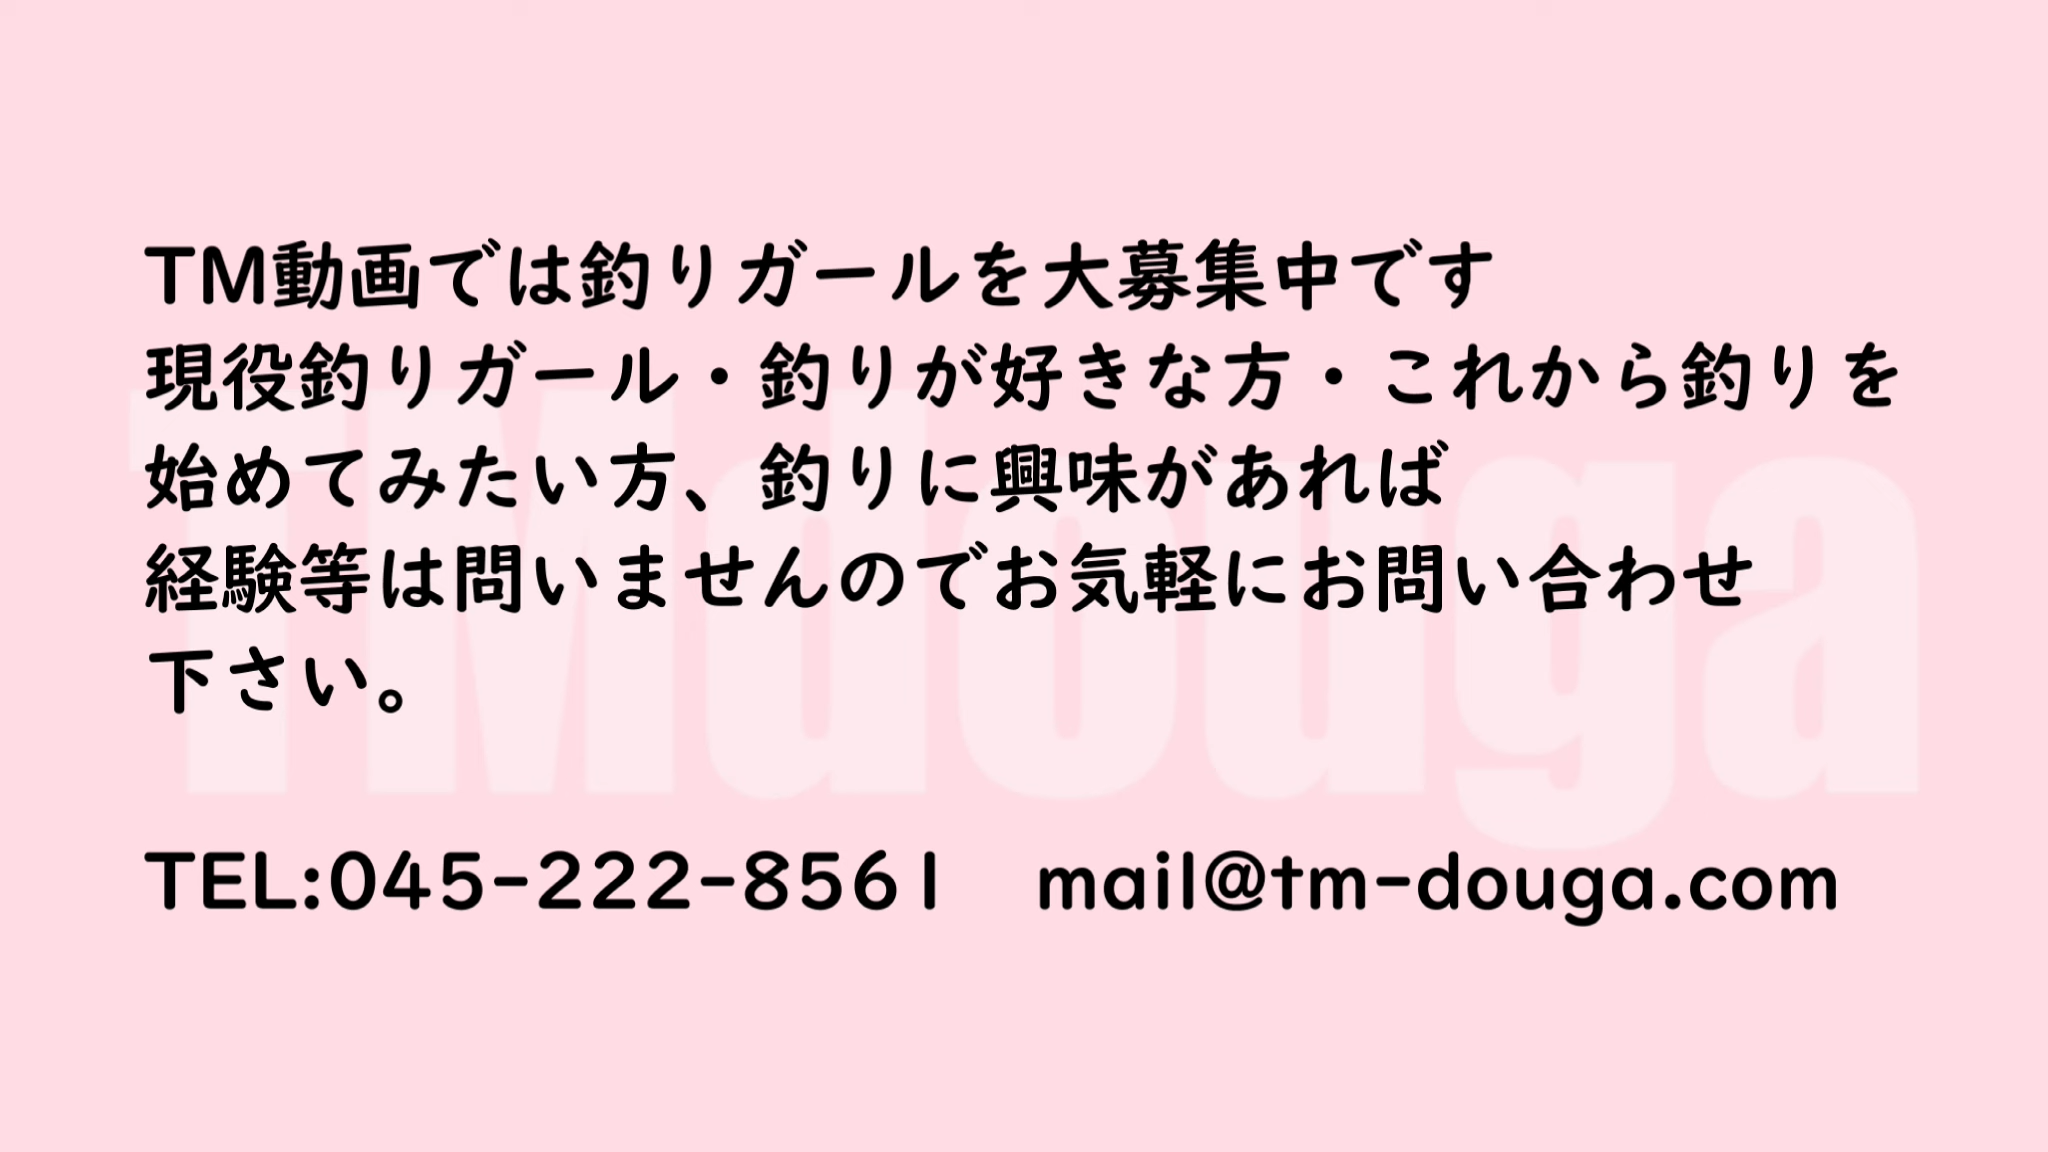 TM動画では釣りガールを大募集中です
現役釣りガール・釣りが好きな方・これから釣りを
始めてみたい方、釣りに興味があれば
経験等は問いませんのでお気軽にお問い合わせ
下さい。
TMdouga
TEL:045-222-8561　mail@tm-douga.com